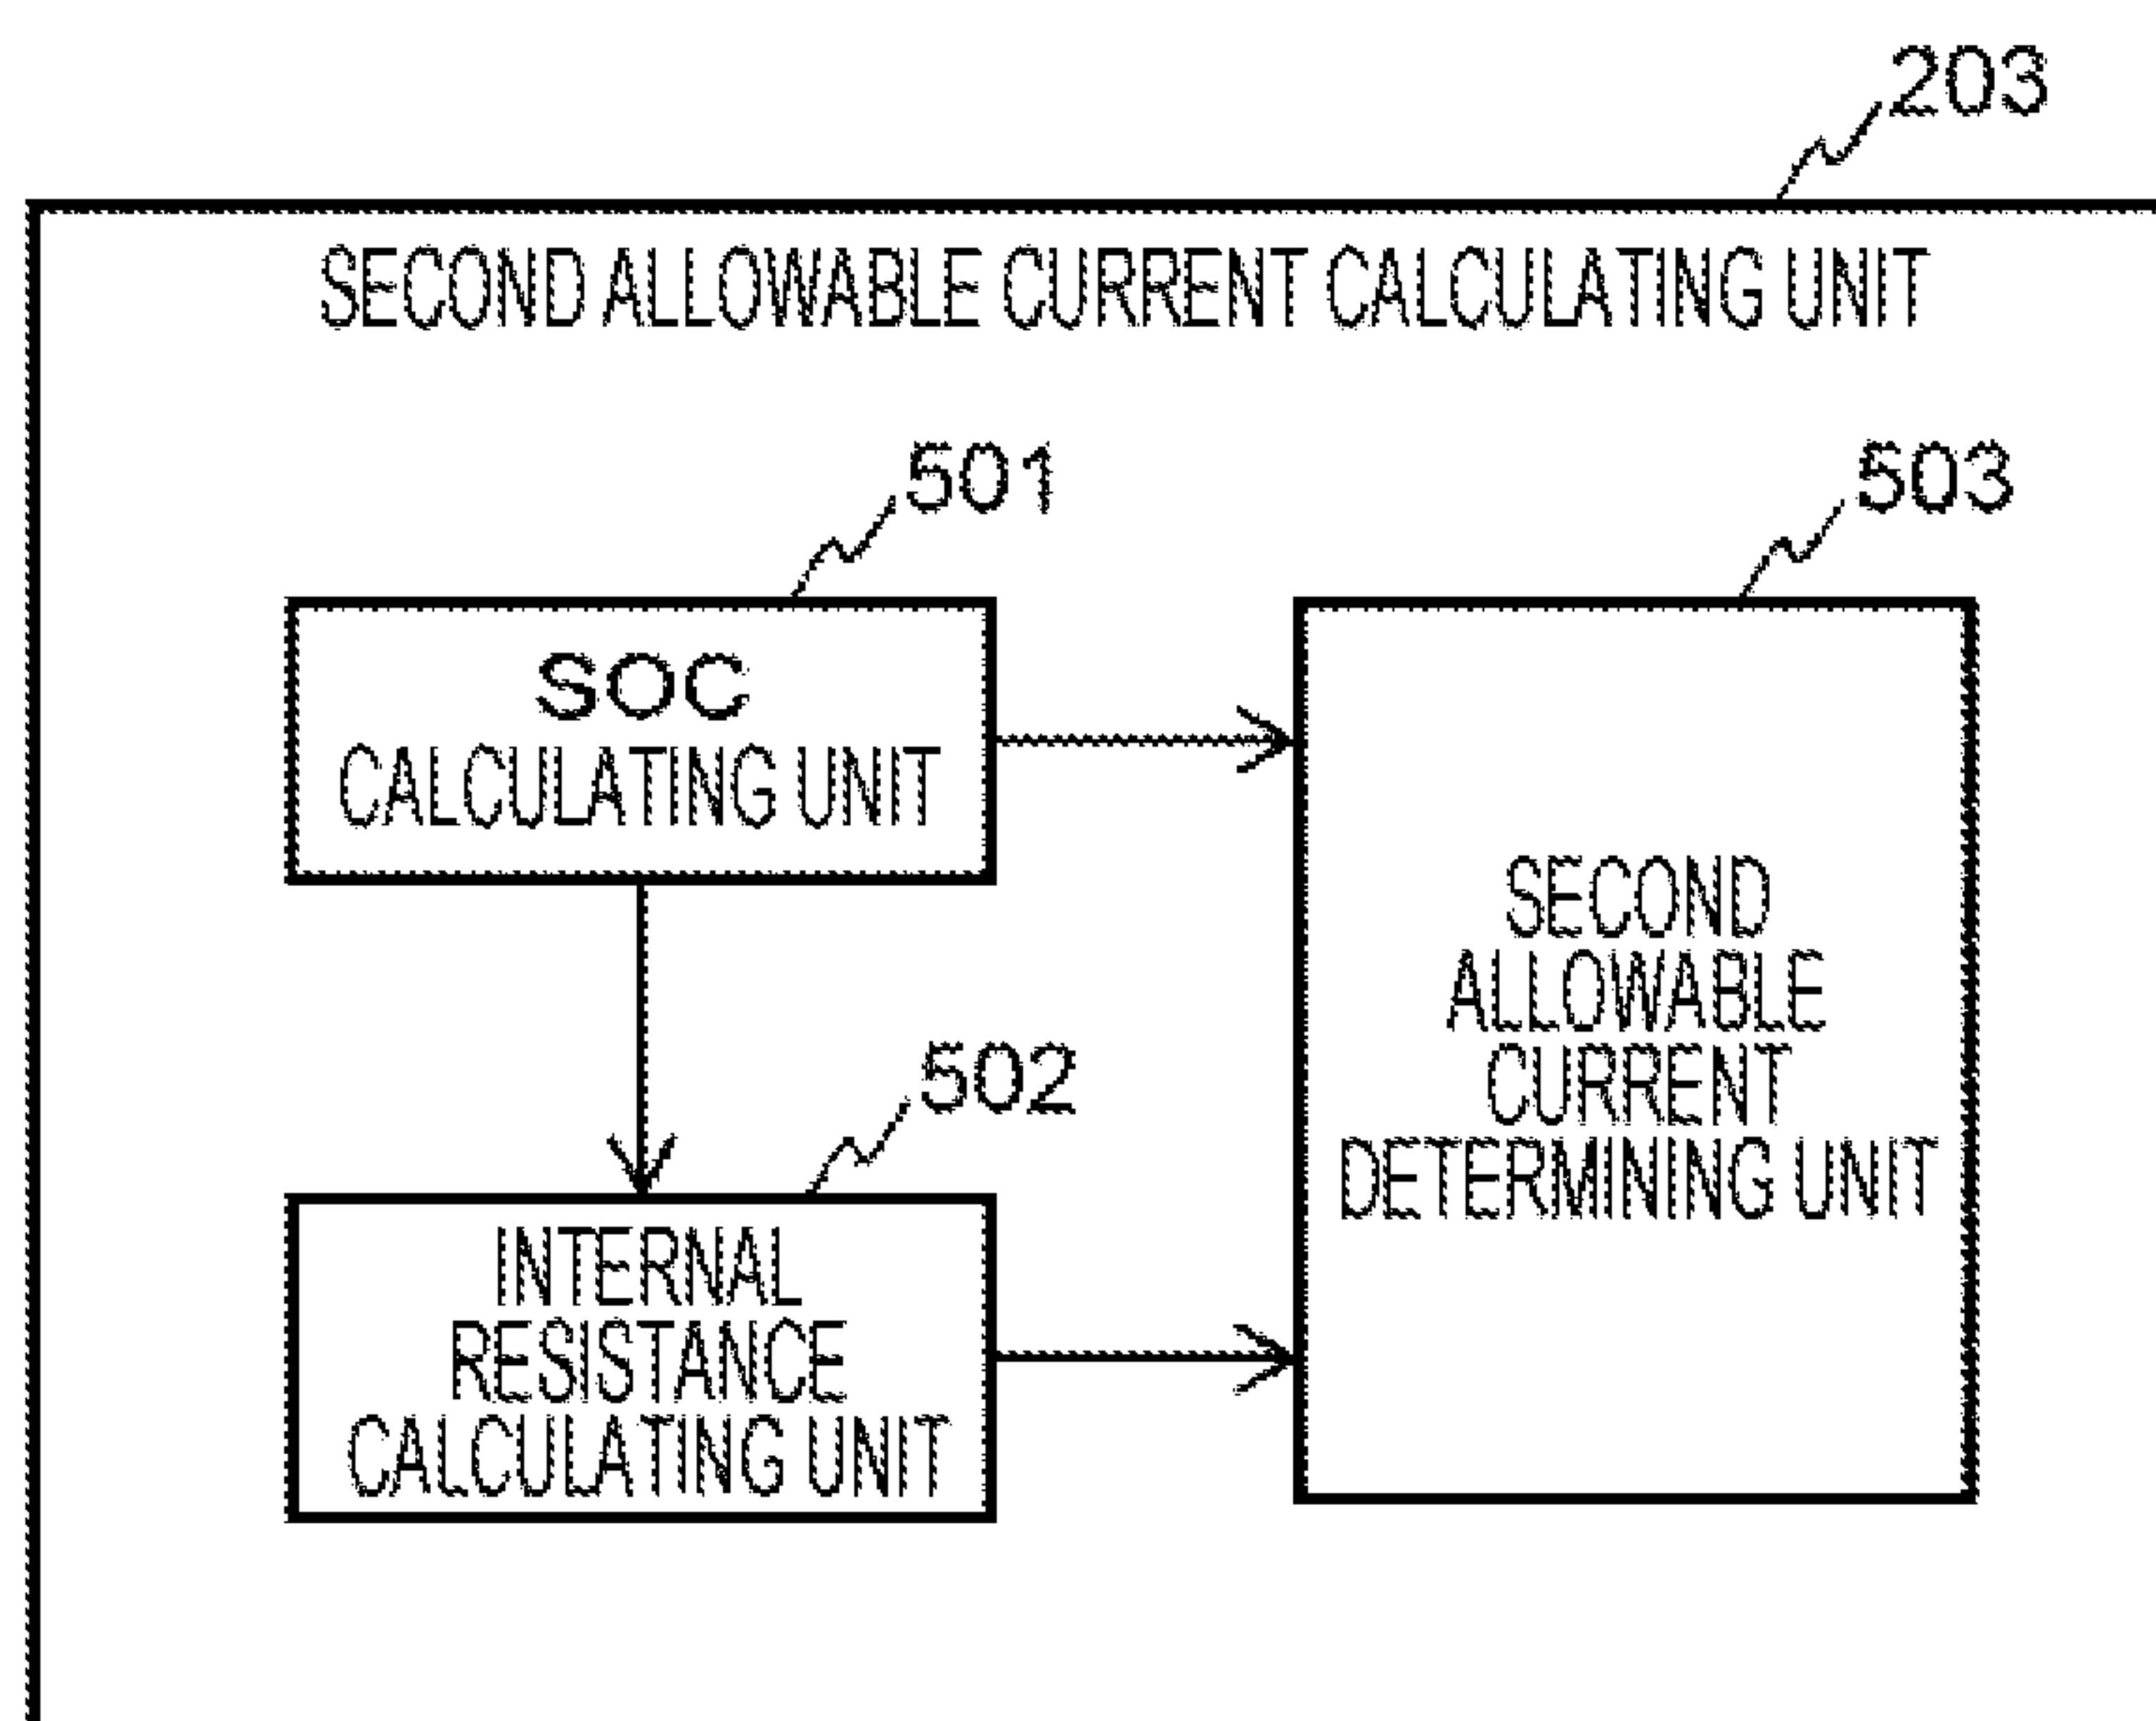 203
SECOND ALLOWABLE CURRENT CALCULATING UNIT
501
SOC
CALCULATING UNIT
503
SECOND
ALLOWABLE
CURRENT
DETERMINING UNIT
502
INTERNAL
RESISTANCE
CALCULATING UNIT